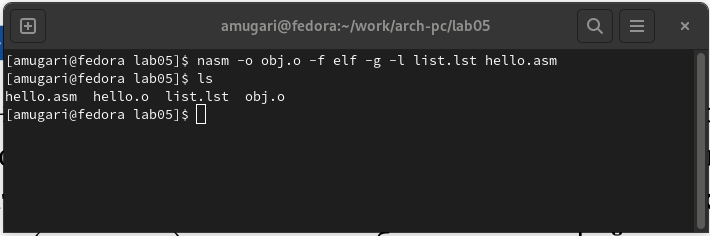 amugari@fedora:~/work/arch-pc/lab05
[amugari@fedora lab05]$ nasm -o obj.o -f elf -g -l list.lst hello.asm
[amugari@fedora lab05]$ ls
hello.asm  hello.o  list.lst  obj.o
[amugari@fedora lab05]$